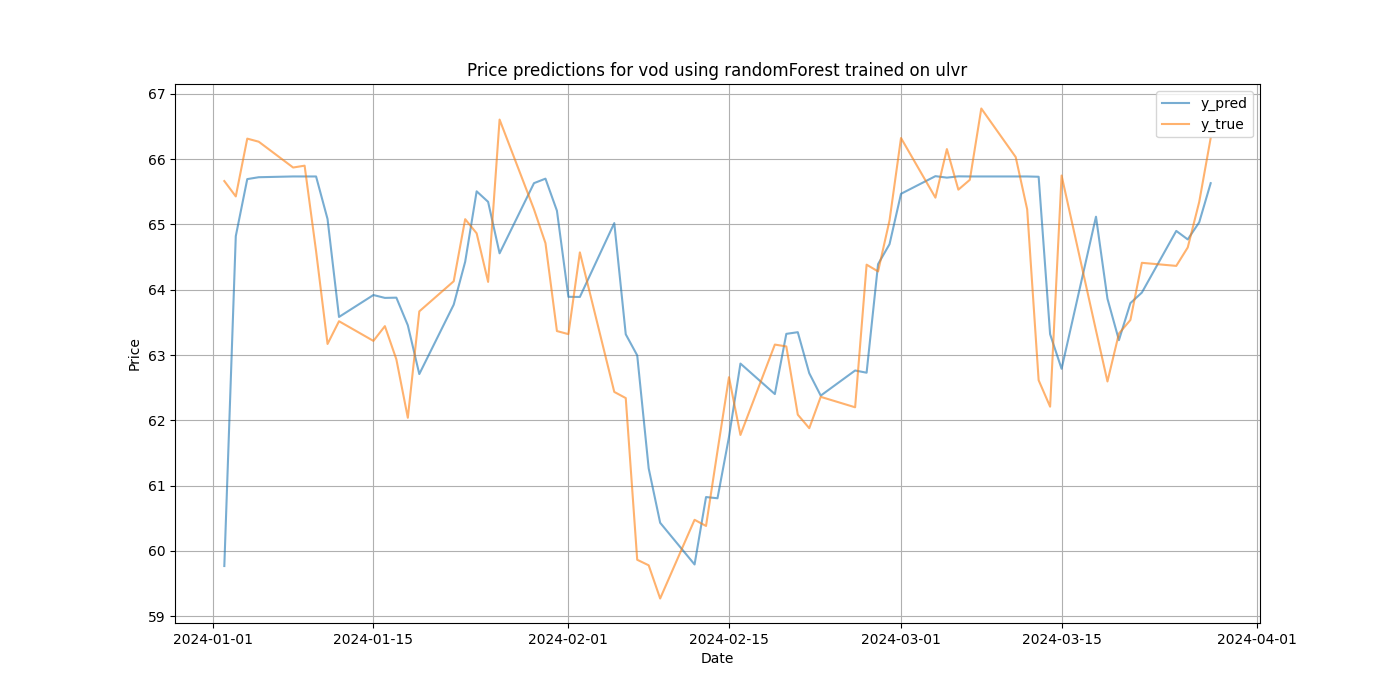 Price predictions for vod using randomForest trained on ulvr
67
66
65
64
63
62
61
60
59
Price
y_pred
y_true
2024-01-01 2024-01-15 2024-02-01 2024-02-15 2024-03-01 2024-03-15 2024-04-01
Date